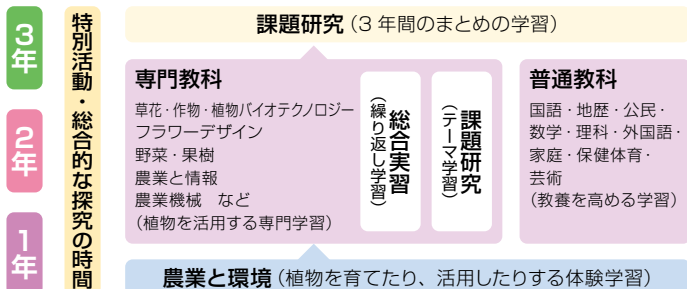 3年
2年
1年
特別活動・総合的な探究の時間
課題研究(3年間のまとめの学習)
専門教科
草花・作物・植物バイオテクノロジー
フラワーデザイン
野菜・果樹
農業と情報
農業機械 など
(植物を活用する専門学習)
総合実習
(繰り返し学習)
課題研究
(テーマ学習)
普通教科
国語・地歴・公民・
数学・理科・外国語・
家庭・保健体育・
芸術
(教養を高める学習)
農業と環境(植物を育てたり、活用したりする体験学習)